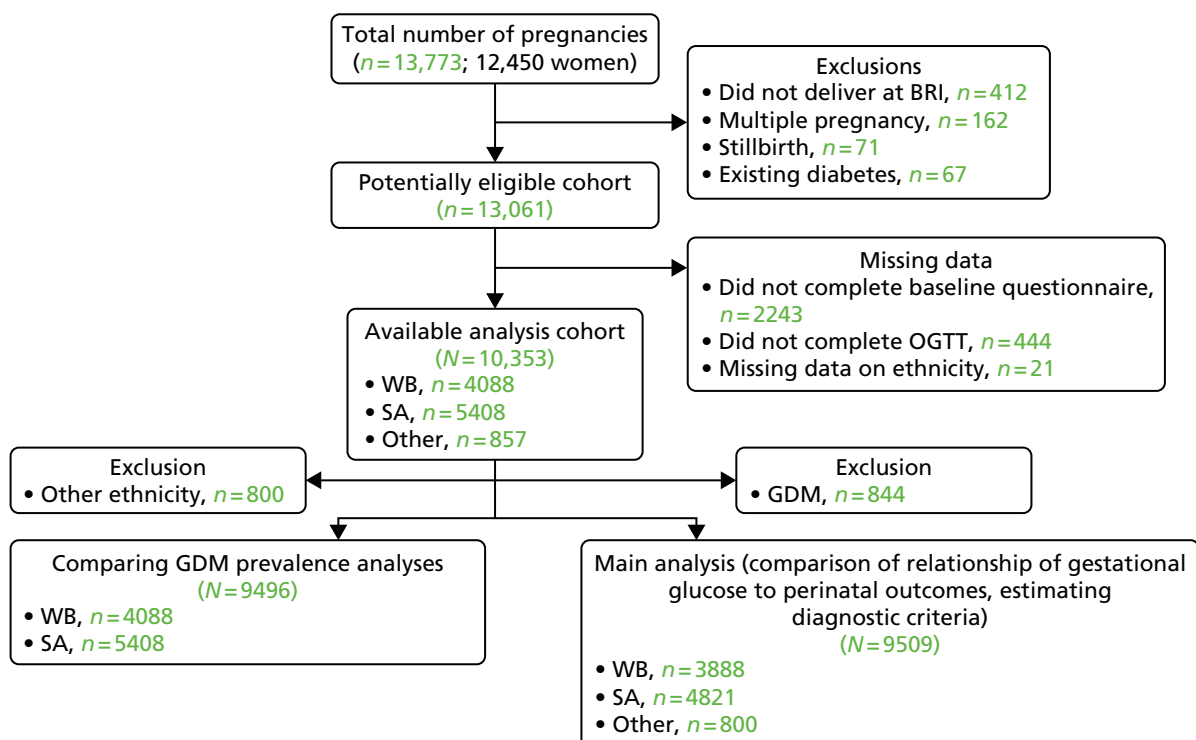 Total number of pregnancies
(n=13,773; 12,450 women)
Exclusions
• Did not deliver at BRI, n=412
• Multiple pregnancy, n=162
• Stillbirth, n=71
• Existing diabetes, n=67
Potentially eligible cohort
(n=13,061)
Missing data
• Did not complete baseline questionnaire,
n=2243
• Did not complete OGTT, n=444
• Missing data on ethnicity, n=21
Available analysis cohort
(N=10,353)
• WB, n=4088
• SA, n=5408
• Other, n=857
Exclusion
• Other ethnicity, n=800
Exclusion
• GDM, n=844
Comparing GDM prevalence analyses
(N=9496)
• WB, n=4088
• SA, n=5408
Main analysis (comparison of relationship of gestational
glucose to perinatal outcomes, estimating
diagnostic criteria)
(N=9509)
• WB, n=3888
• SA, n=4821
• Other, n=800